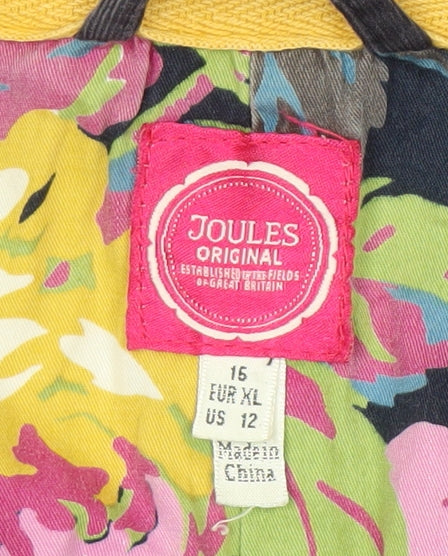 JOULES
ORIGINAL
ESTABLISHED IN THE FIELDS
OF GREAT BRITAIN
16
EUR XL
US 12
Made in
China